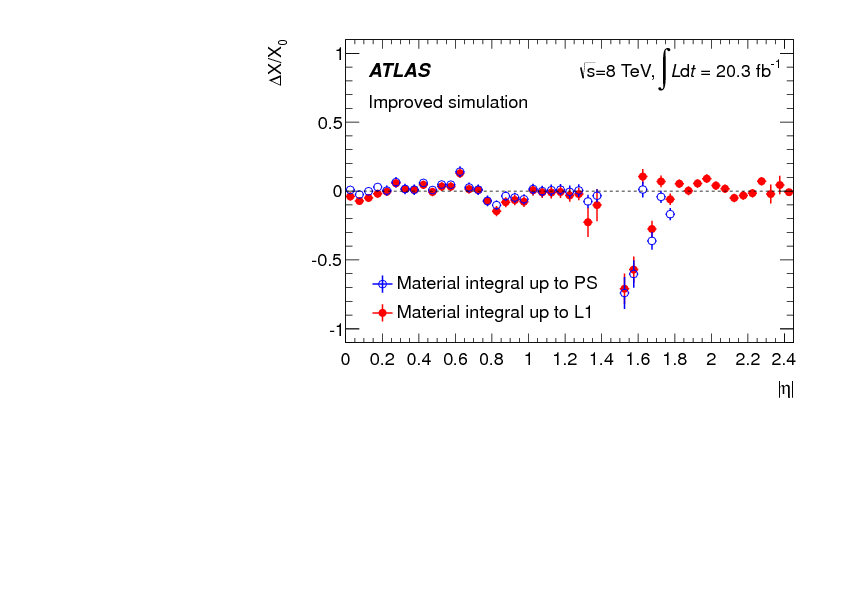 ΔX/X0
1
0.5
0
-0.5
-1
ATLAS
√s=8 TeV, ∫Ldt = 20.3 fb-1
Improved simulation
Material integral up to PS
Material integral up to L1
0 0.2 0.4 0.6 0.8 1 1.2 1.4 1.6 1.8 2 2.2 2.4
|η|